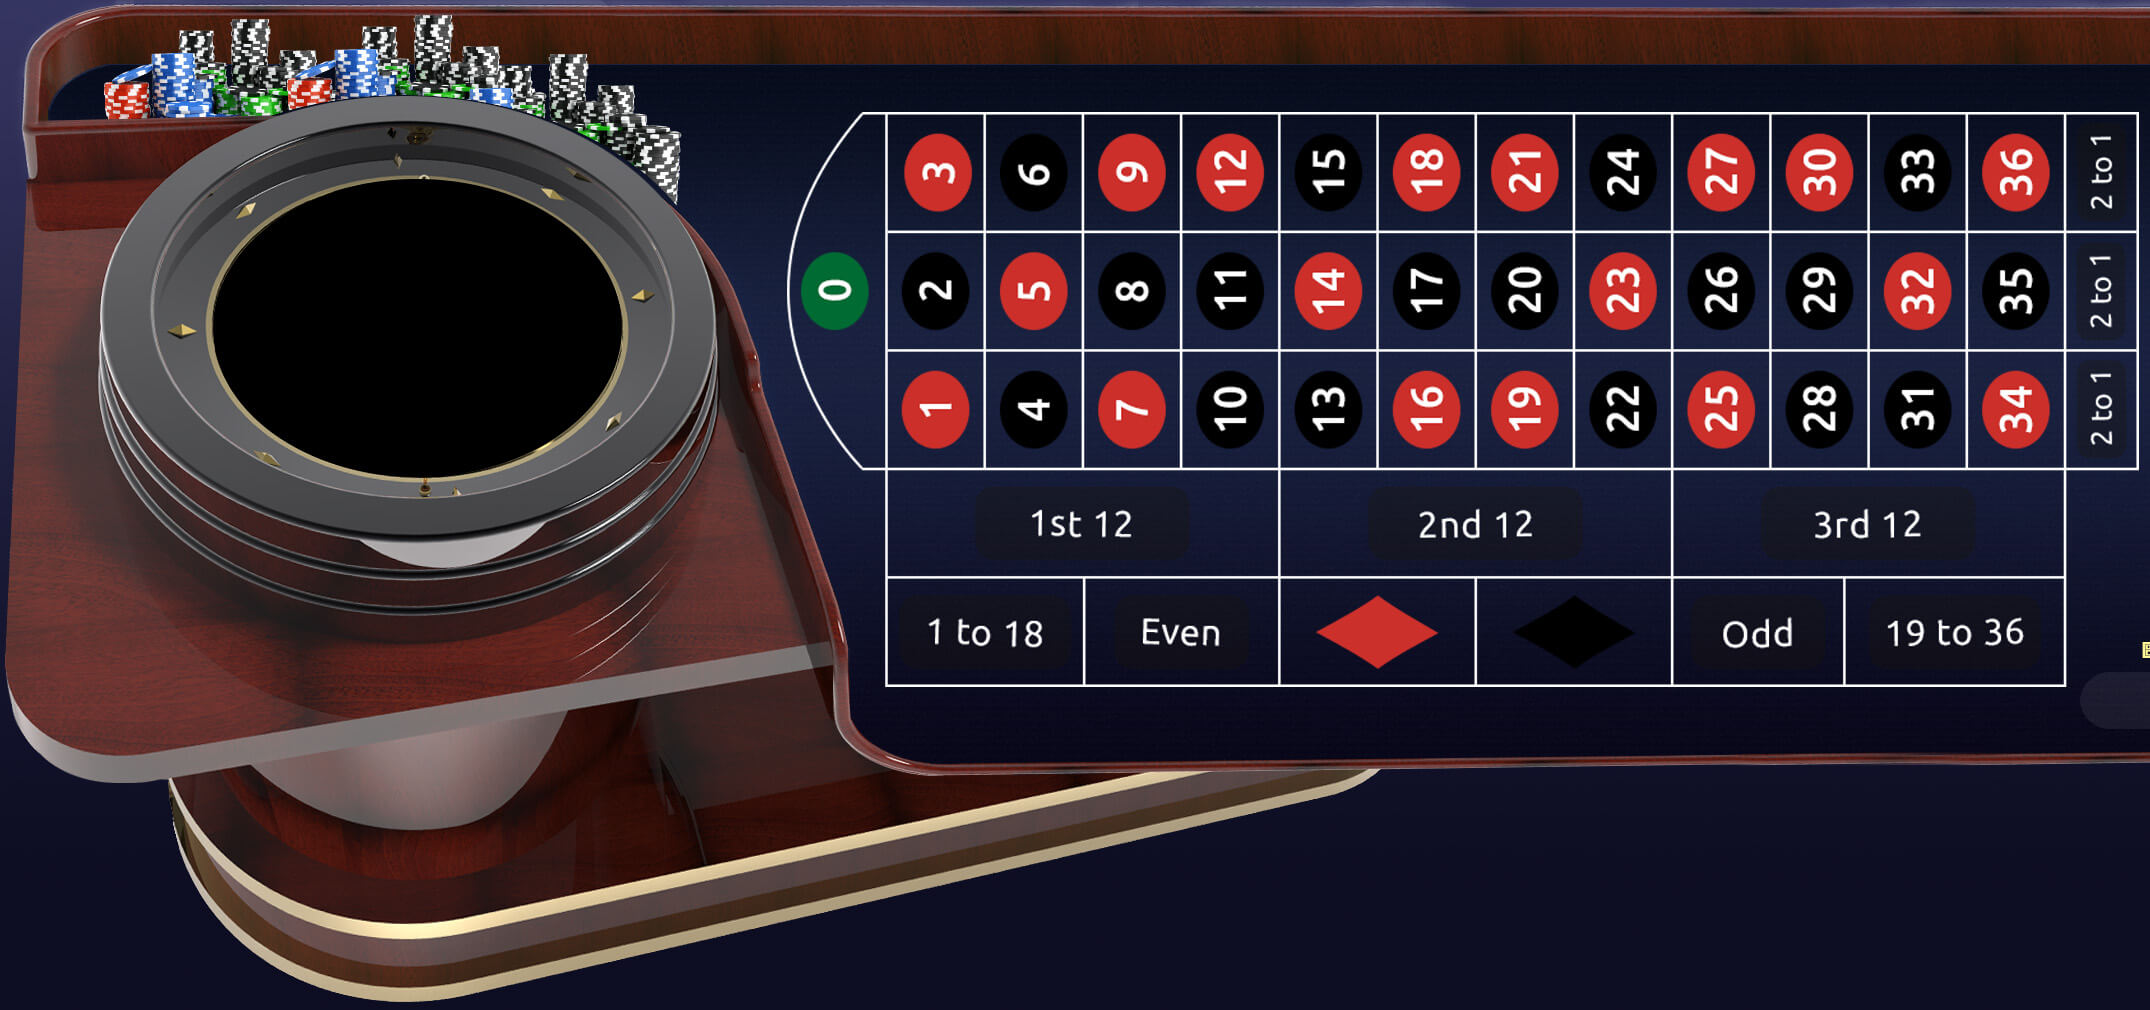 3 6 9 12 15 18 21 24 27 30 33 36 2 to 1
0 2 5 8 11 14 17 20 23 26 29 32 35 2 to 1
1 4 7 10 13 16 19 22 25 28 31 34 2 to 1
1st 12 2nd 12 3rd 12
1 to 18 Even Odd 19 to 36